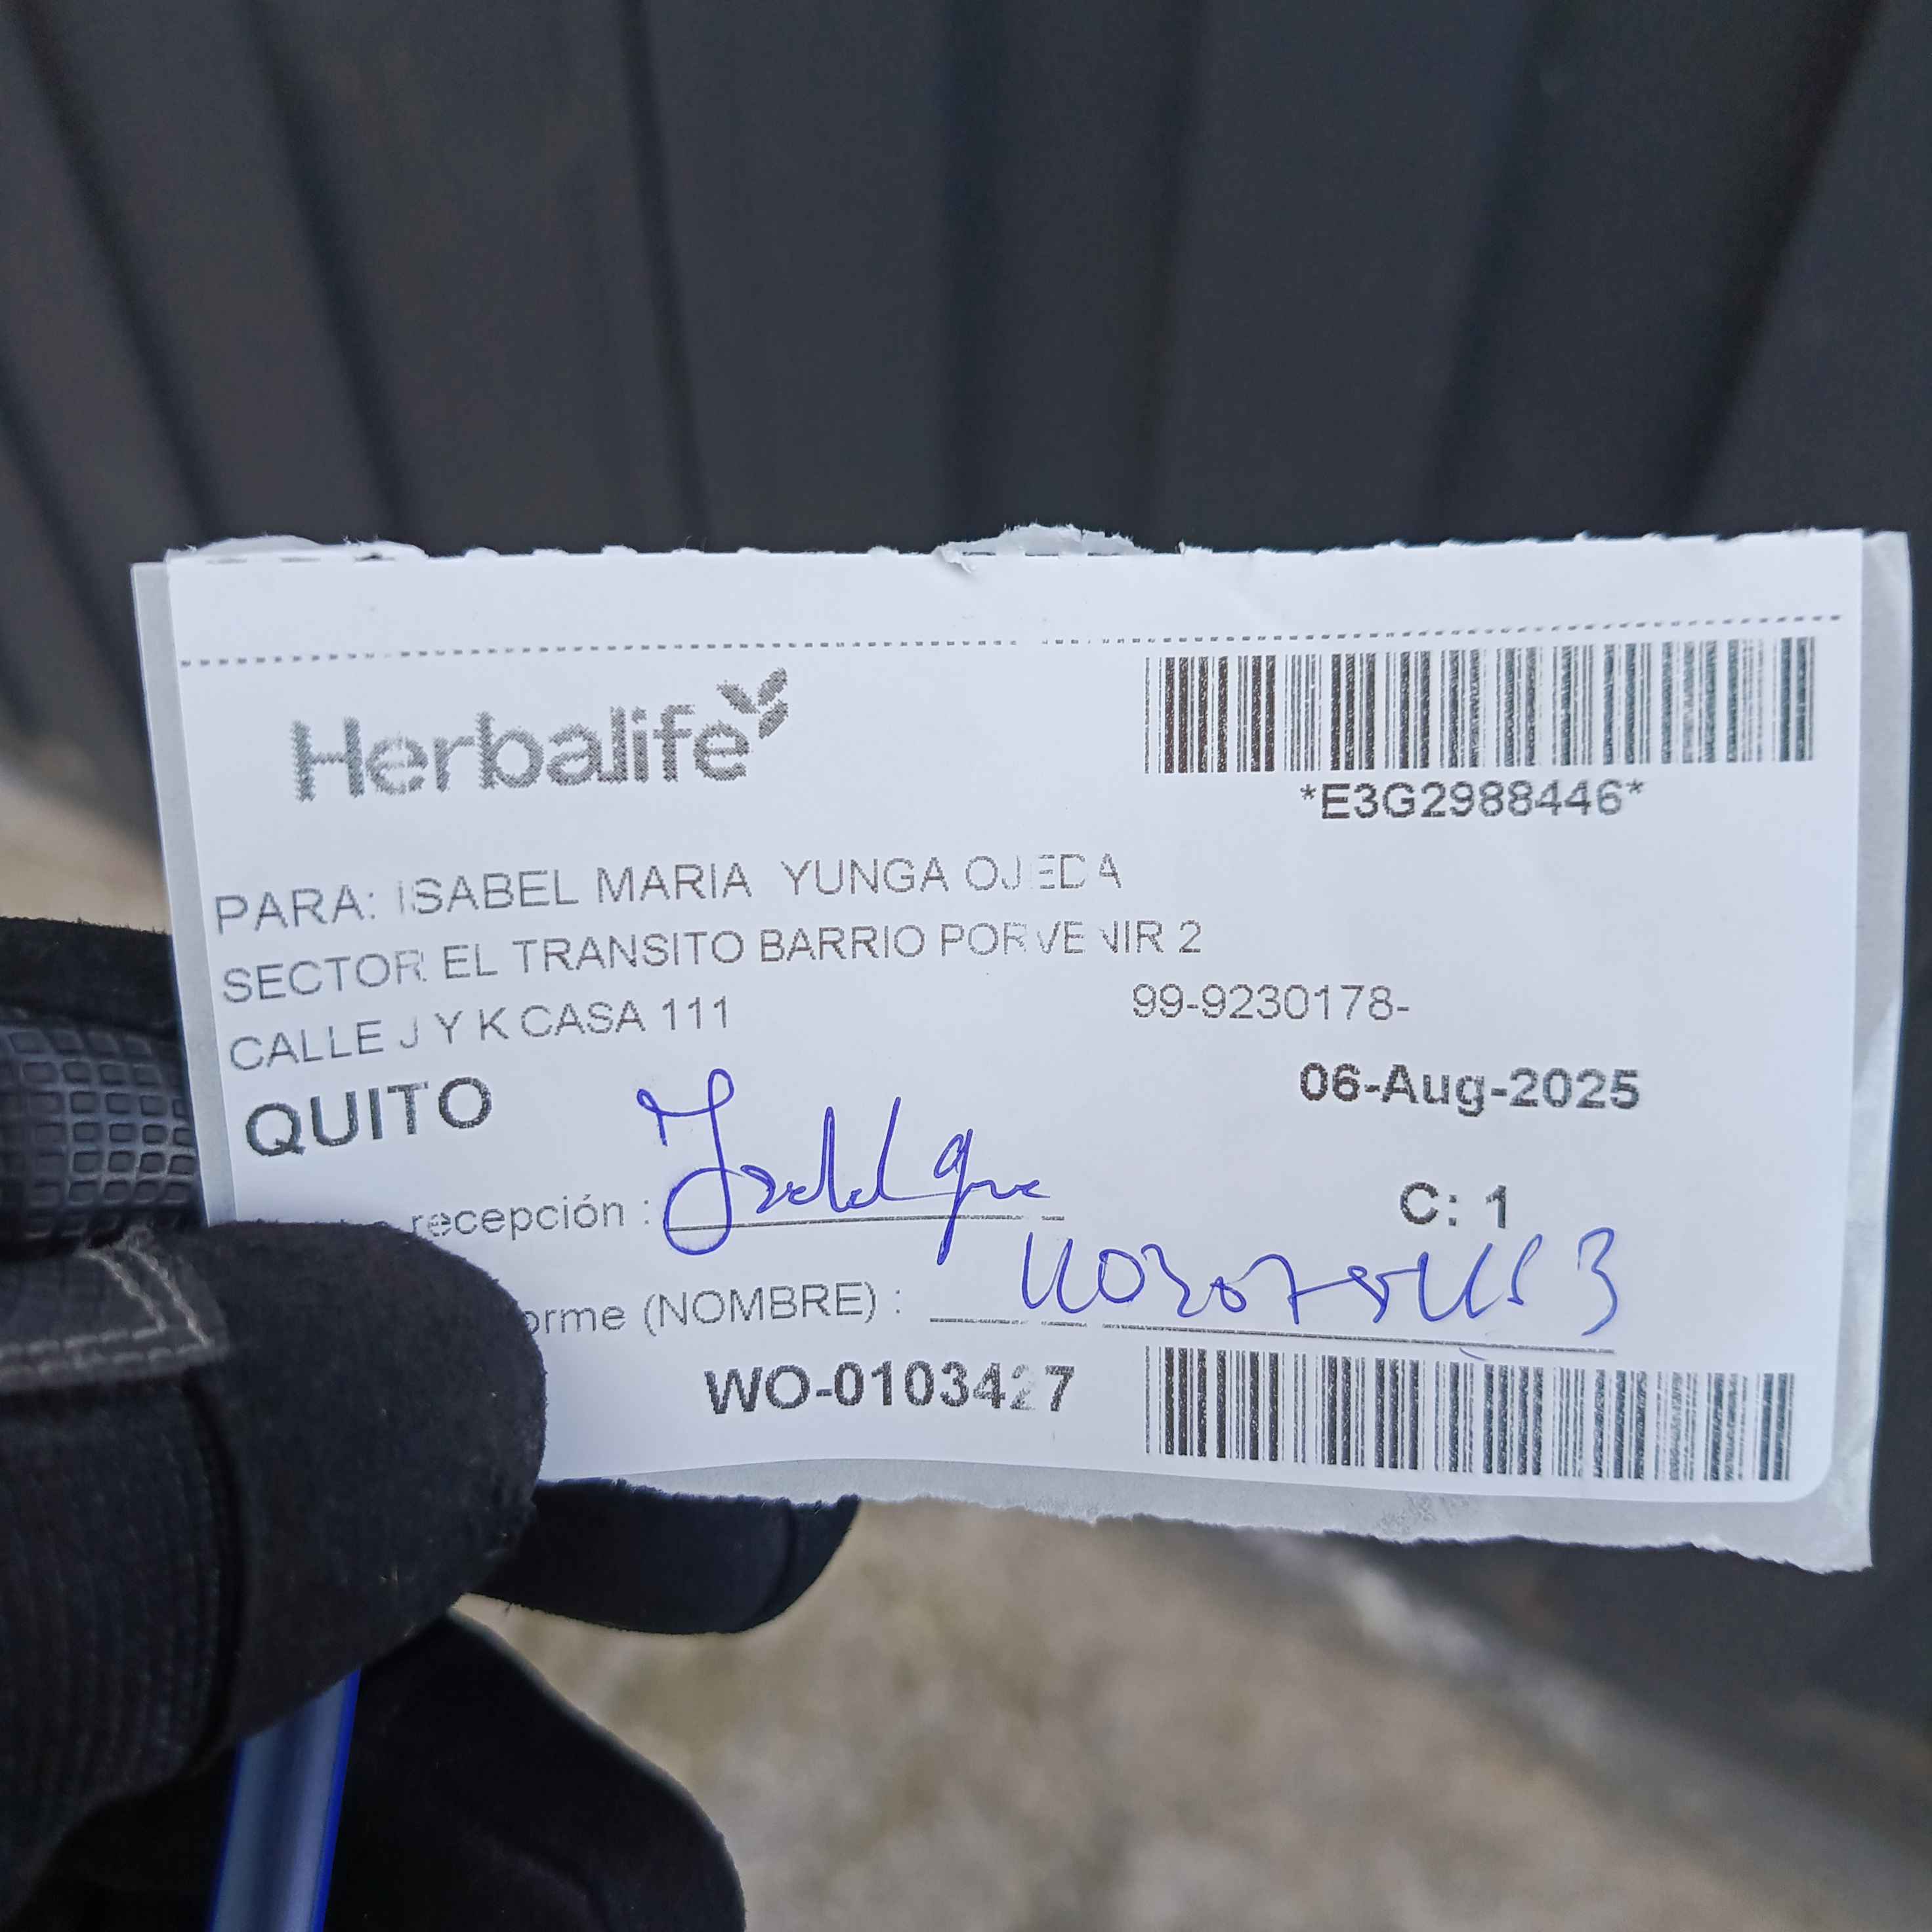 Herbalife
*E3G2988446*
PARA: ISABEL MARIA YUNGA OJEDA
SECTOR EL TRANSITO BARRIO PORVENIR 2
CALLE J Y K CASA 111
99-9230178-
QUITO
06-Aug-2025
recepción :
C: 1
orme (NOMBRE) :
WO-0103427